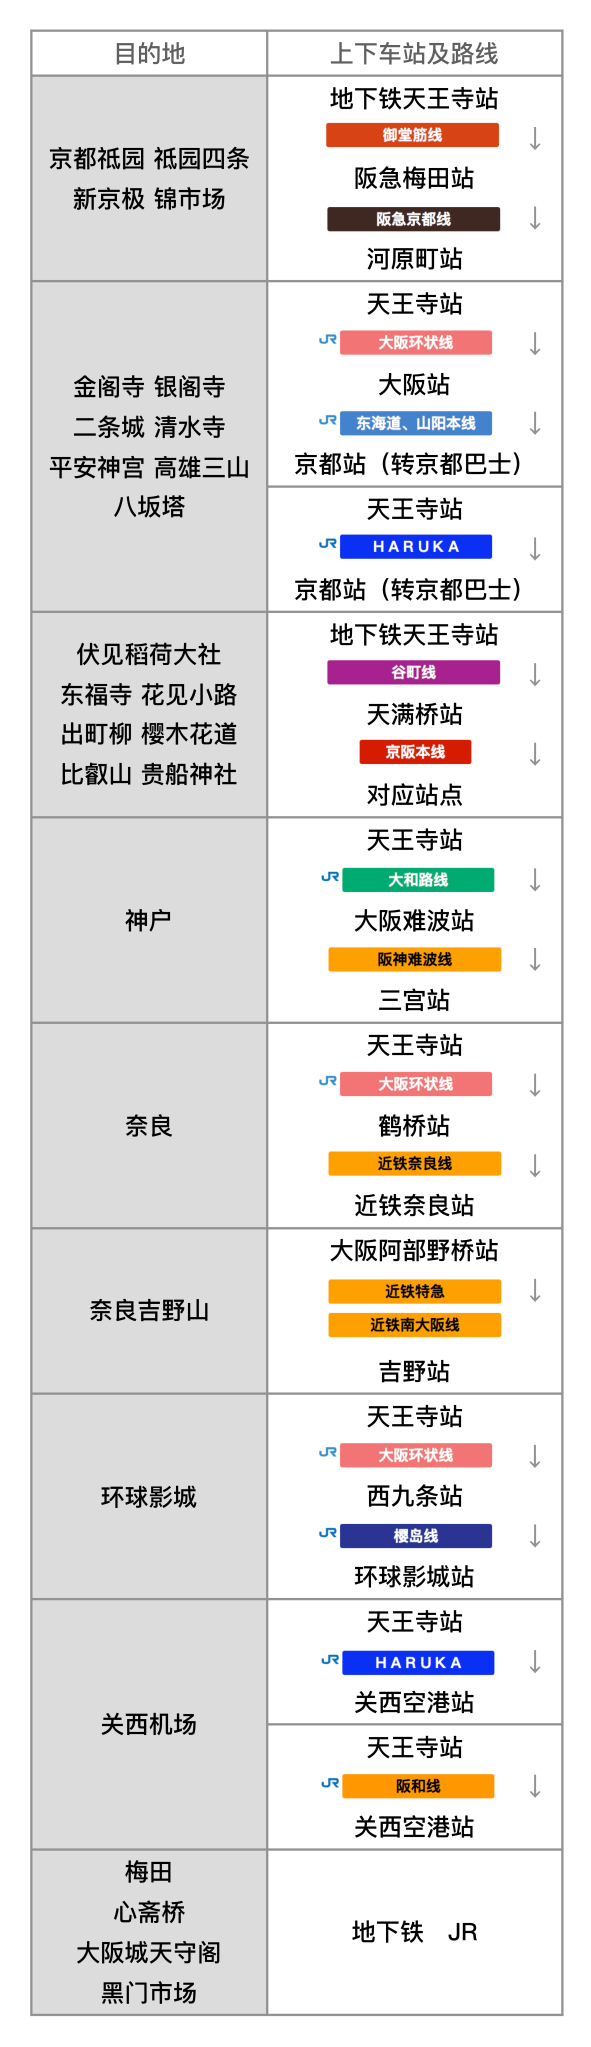 目的地
上下车站及路线
京都祇园 祇园四条
新京极 锦市场
地下铁天王寺站
御堂筋线
↓
阪急梅田站
阪急京都线
↓
河原町站
金阁寺 银阁寺
二条城 清水寺
平安神宫 高雄三山
八坂塔
天王寺站
JR 大阪环状线
↓
大阪站
JR 东海道、山阳本线
↓
京都站（转京都巴士）
天王寺站
JR HARUKA
↓
京都站（转京都巴士）
伏见稻荷大社
东福寺 花见小路
出町柳 樱木花道
比叡山 贵船神社
地下铁天王寺站
谷町线
↓
天满桥站
京阪本线
↓
对应站点
神户
天王寺站
JR 大和路线
↓
大阪难波站
阪神难波线
↓
三宫站
奈良
天王寺站
JR 大阪环状线
↓
鹤桥站
近铁奈良线
↓
近铁奈良站
奈良吉野山
大阪阿部野桥站
近铁特急
↓
近铁南大阪线
吉野站
环球影城
天王寺站
JR 大阪环状线
↓
西九条站
JR 樱岛线
↓
环球影城站
关西机场
天王寺站
JR HARUKA
↓
关西空港站
天王寺站
JR 阪和线
↓
关西空港站
梅田
心斋桥
大阪城天守阁
黑门市场
地下铁 JR